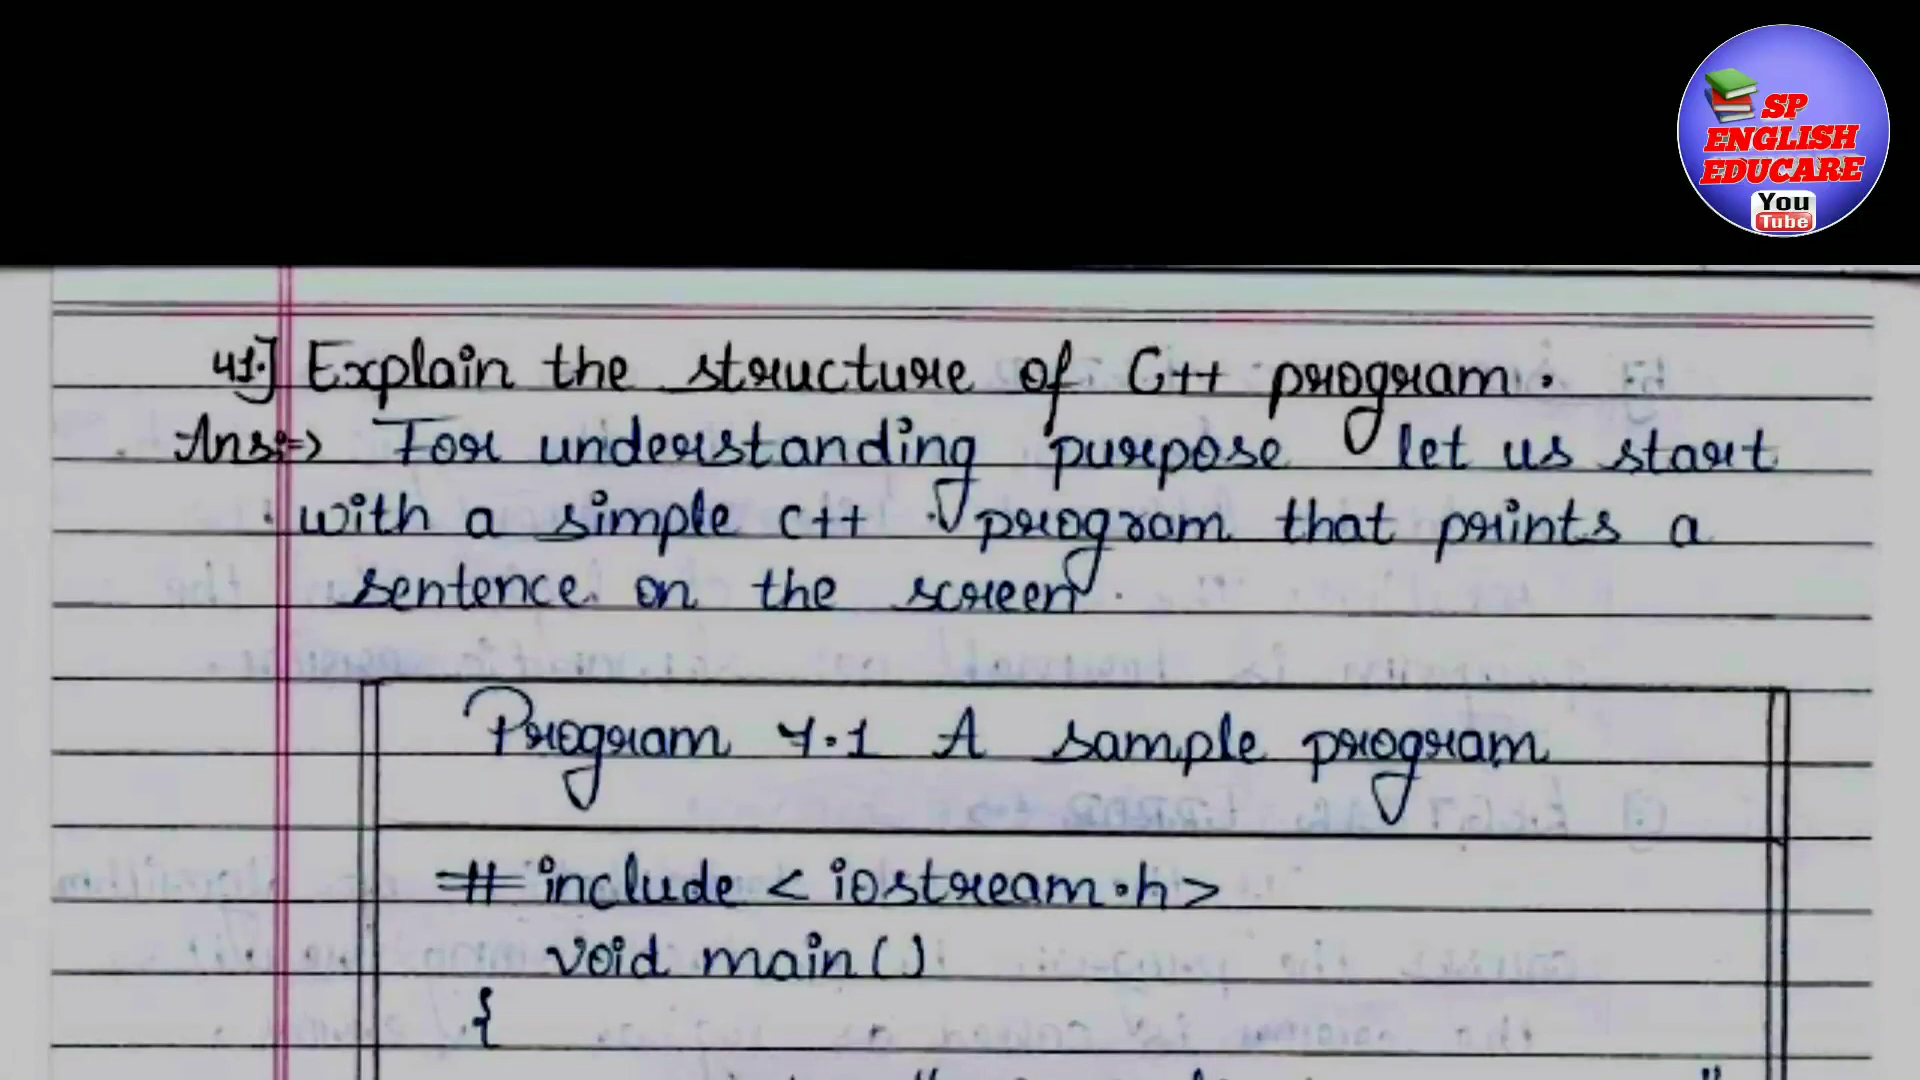 SP
ENGLISH
EDUCARE
You
Tube
41.] Explain the structure of C++ program.
Ans:=> For understanding purpose let us start
with a simple c++ program that prints a
sentence on the screen.
Program 4.1 A sample program
# include < iostream.h>
void main()
{